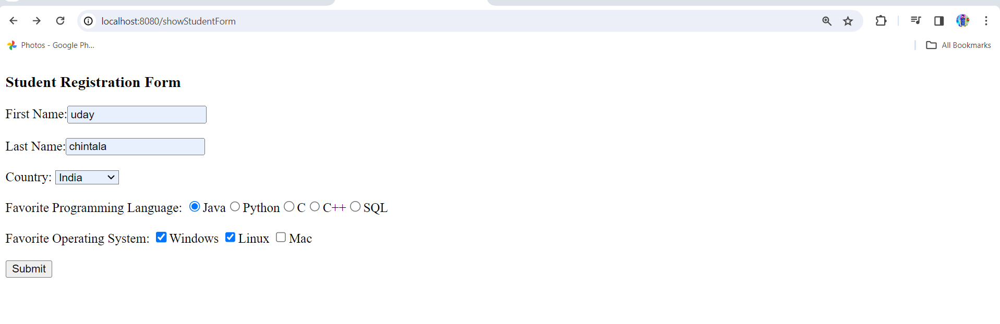 localhost:8080/showStudentForm
Photos - Google Ph...
All Bookmarks
Student Registration Form
First Name: uday
Last Name: chintala
Country: India
Favorite Programming Language: Java Python C C++ SQL
Favorite Operating System: Windows Linux Mac
Submit